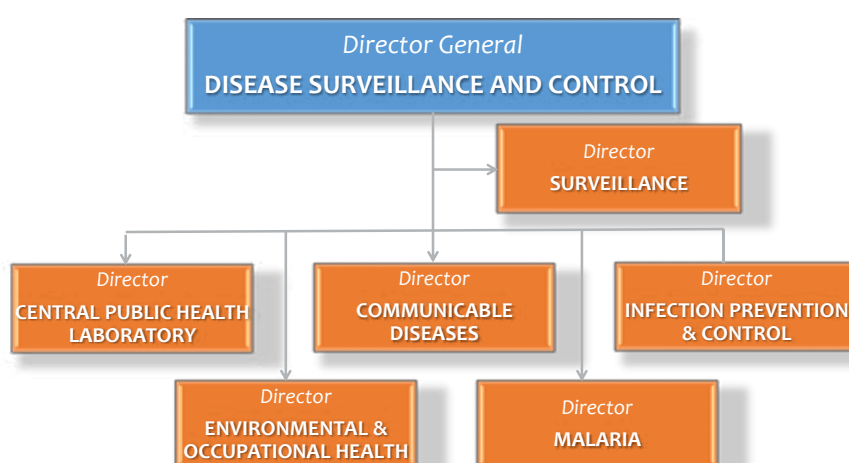 Director General
DISEASE SURVEILLANCE AND CONTROL
Director
SURVEILLANCE
Director
CENTRAL PUBLIC HEALTH
LABORATORY
Director
COMMUNICABLE
DISEASES
Director
INFECTION PREVENTION
& CONTROL
Director
ENVIRONMENTAL &
OCCUPATIONAL HEALTH
Director
MALARIA